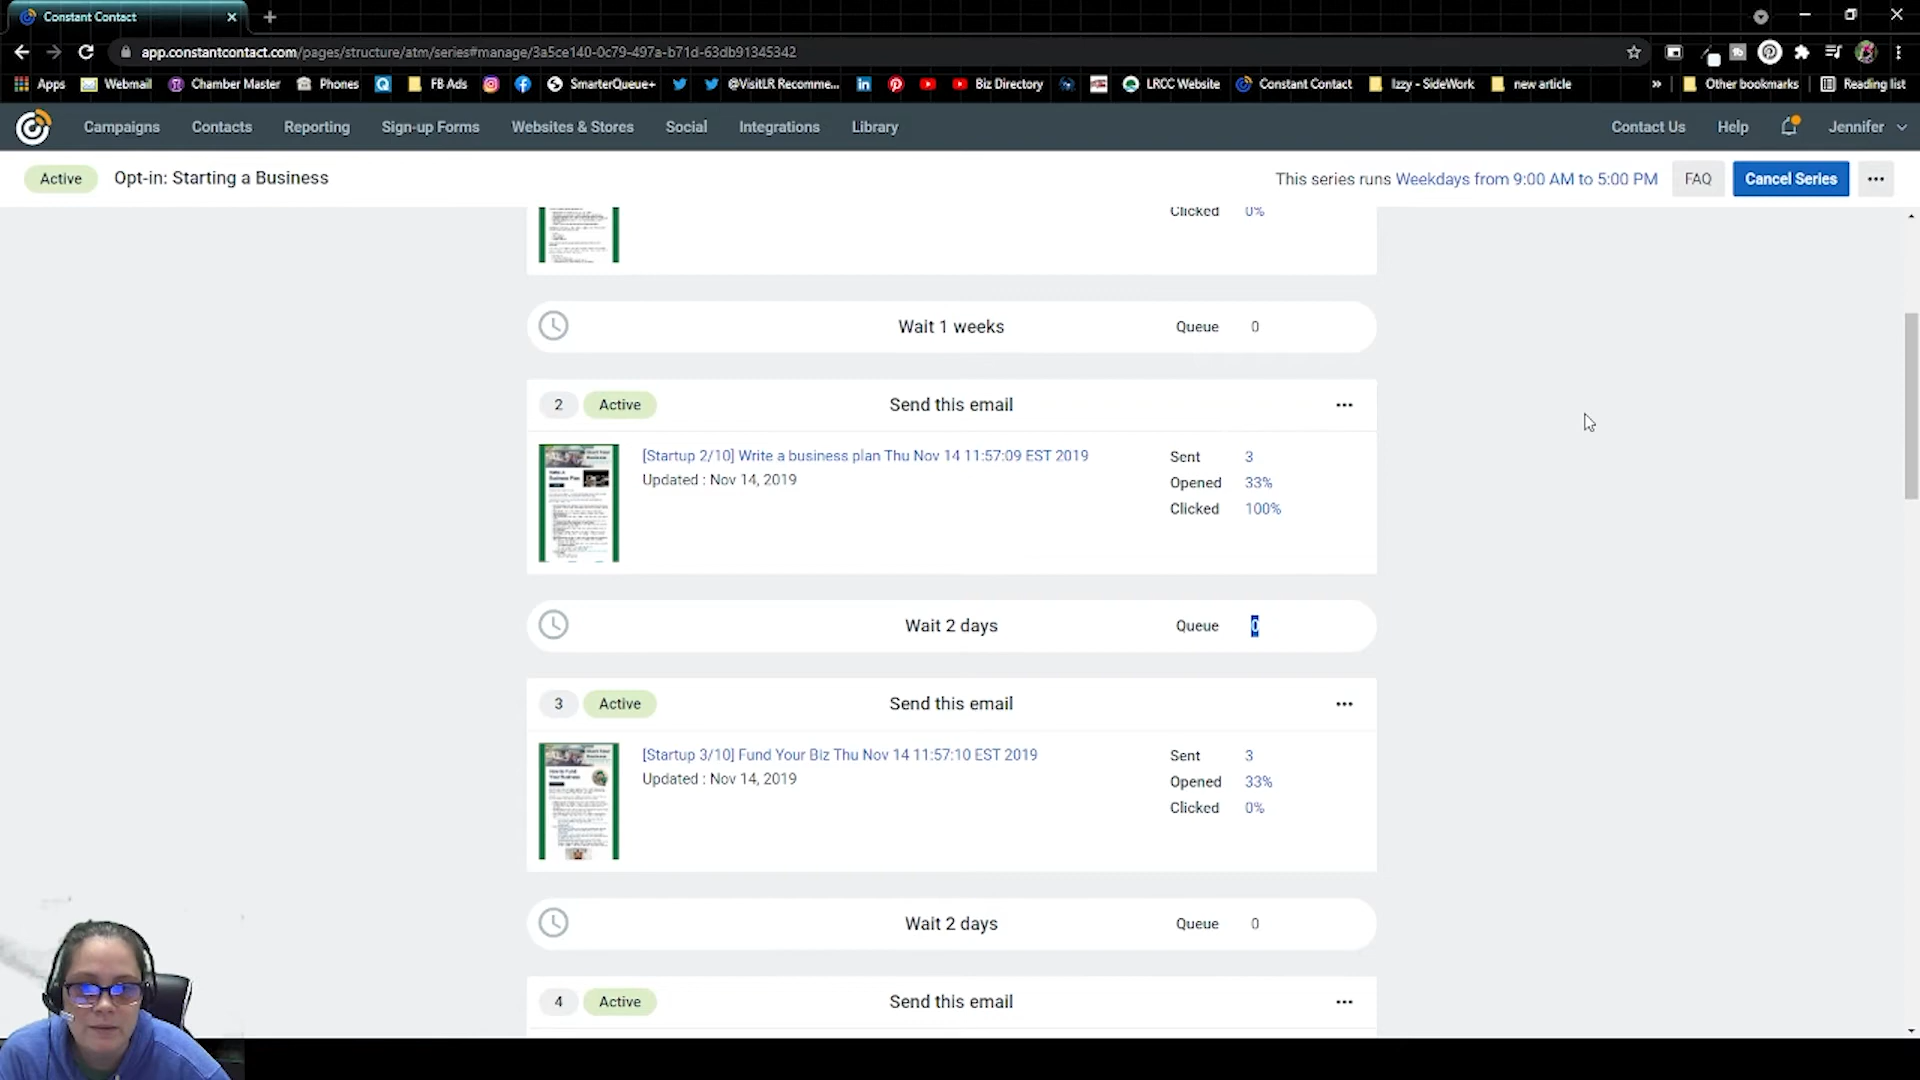 Constant Contact
app.constantcontact.com/pages/structure/atm/series#manage/3a5ce140-0c79-497a-b71d-63db91345342
Apps Webmail Chamber Master Phones FB Ads SmarterQueue+ @VisitLR Recomme... Biz Directory LRCC Website Constant Contact Izzy - SideWork new article » Other bookmarks Reading list
Campaigns Contacts Reporting Sign-up Forms Websites & Stores Social Integrations Library Contact Us Help Jennifer
Active Opt-in: Starting a Business This series runs Weekdays from 9:00 AM to 5:00 PM FAQ Cancel Series ...
Clicked 0%
Wait 1 weeks Queue 0
2 Active Send this email ...
[Startup 2/10] Write a business plan Thu Nov 14 11:57:09 EST 2019 Sent 3
Updated : Nov 14, 2019 Opened 33%
Clicked 100%
Wait 2 days Queue 0
3 Active Send this email ...
[Startup 3/10] Fund Your Biz Thu Nov 14 11:57:10 EST 2019 Sent 3
Updated : Nov 14, 2019 Opened 33%
Clicked 0%
Wait 2 days Queue 0
4 Active Send this email ...